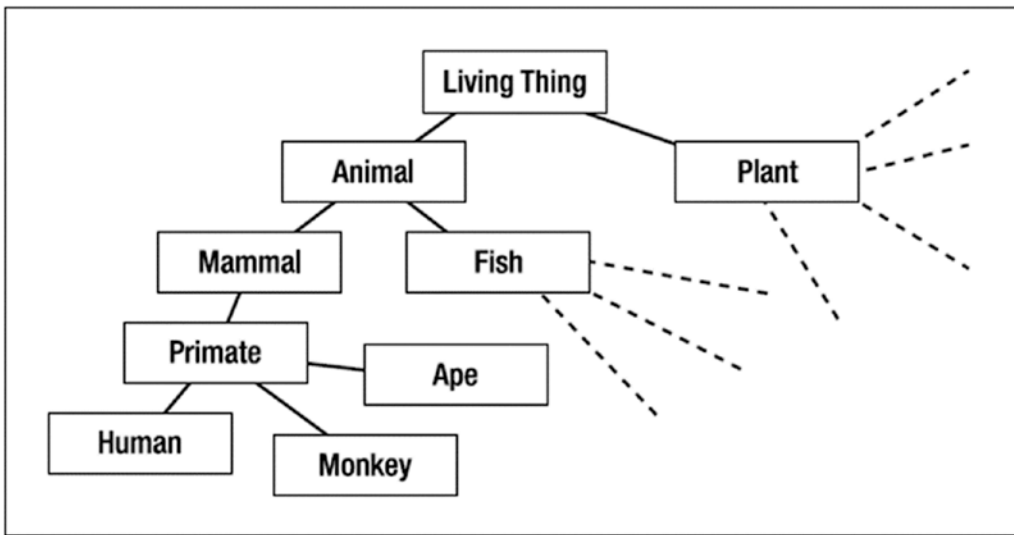 Living Thing
Animal
Plant
Mammal
Fish
Primate
Ape
Human
Monkey